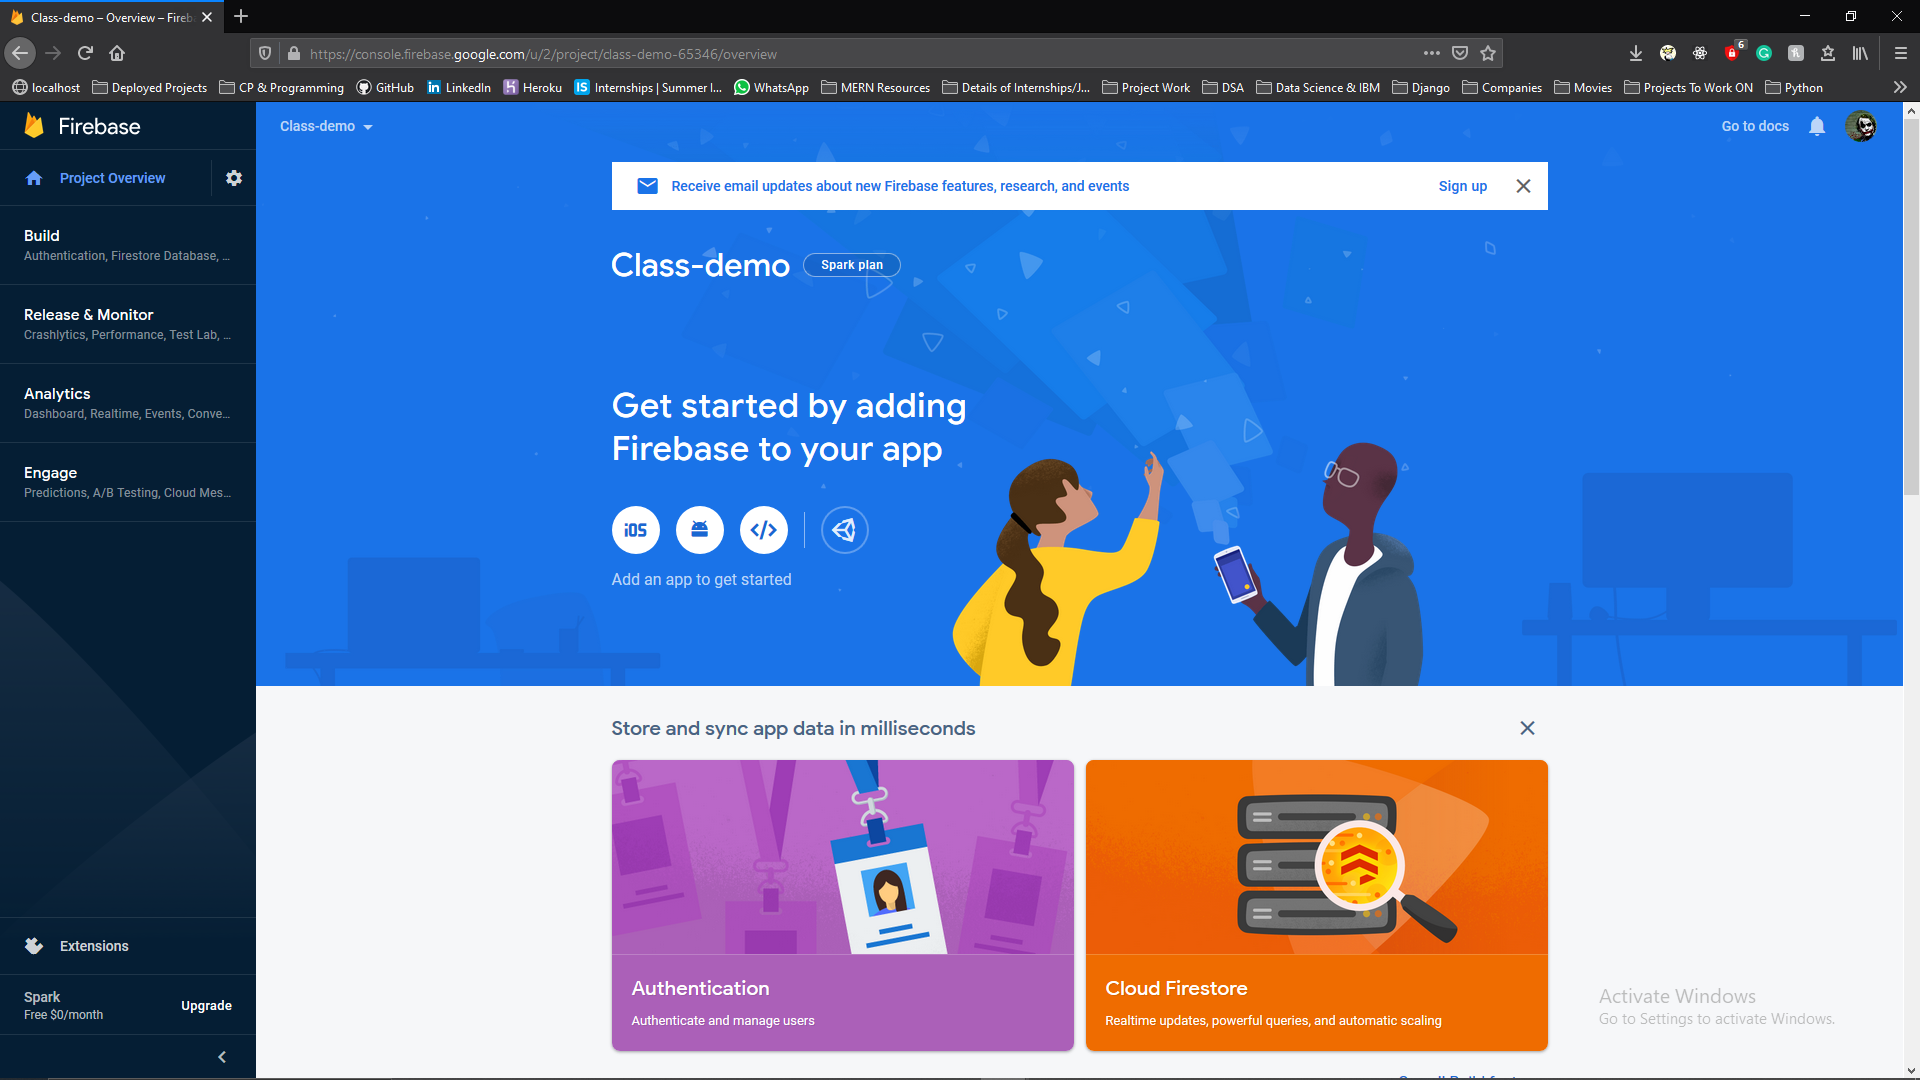 Class-demo – Overview – Fireb
https://console.firebase.google.com/u/2/project/class-demo-65346/overview
6
localhost Deployed Projects CP & Programming GitHub LinkedIn Heroku Internships | Summer I... WhatsApp MERN Resources Details of Internships/J... Project Work DSA Data Science & IBM Django Companies Movies Projects To Work ON Python
Firebase
Class-demo
Go to docs
Project Overview
Receive email updates about new Firebase features, research, and events
Sign up
Build
Authentication, Firestore Database, ...
Release & Monitor
Crashlytics, Performance, Test Lab, ...
Analytics
Dashboard, Realtime, Events, Conve...
Engage
Predictions, A/B Testing, Cloud Mes...
Extensions
Spark
Free $0/month
Upgrade
Class-demo
Spark plan
Get started by adding
Firebase to your app
iOS
Add an app to get started
Store and sync app data in milliseconds
Authentication
Authenticate and manage users
Cloud Firestore
Realtime updates, powerful queries, and automatic scaling
Activate Windows
Go to Settings to activate Windows.